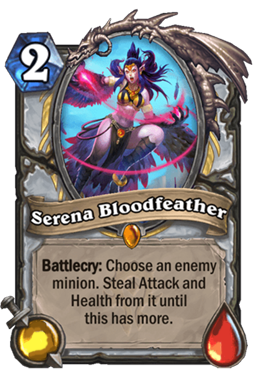 2
Serena Bloodfeather
Battlecry: Choose an enemy
minion. Steal Attack and
Health from it until
this has more.